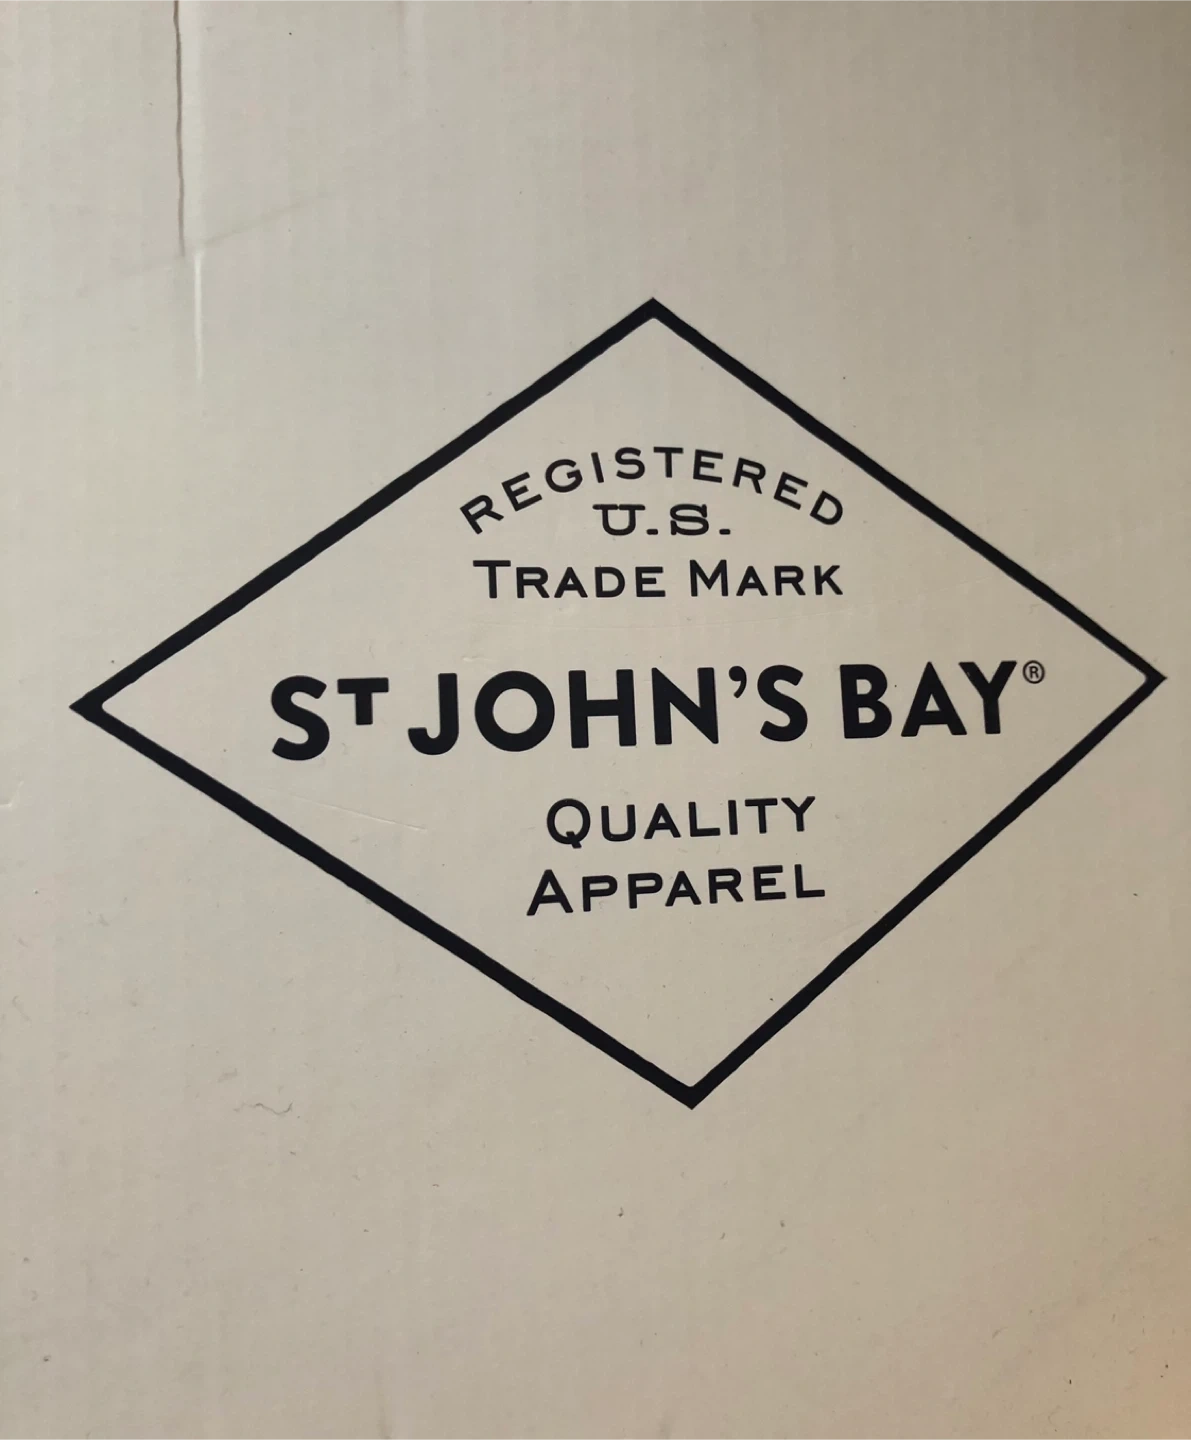 REGISTERED
U.S.
TRADE MARK
ST JOHN'S BAY®
QUALITY
APPAREL